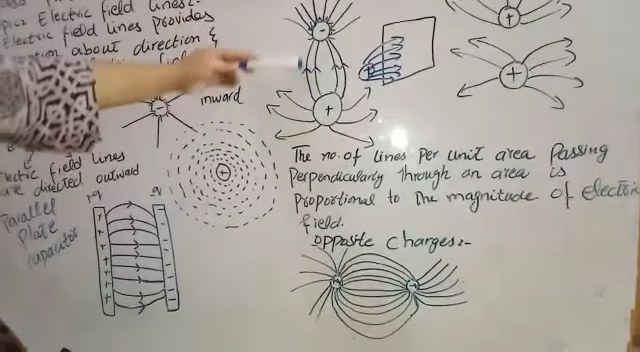 Electric field lines:-
Electric field lines provides
about direction &
inward
Electric field lines
are directed outward
The no. of lines per unit area passing
perpendicularly through an area is
proportional to the magnitude of electric
field.
Parallel
Plate
capacitor
+q
-q
opposite charges:-